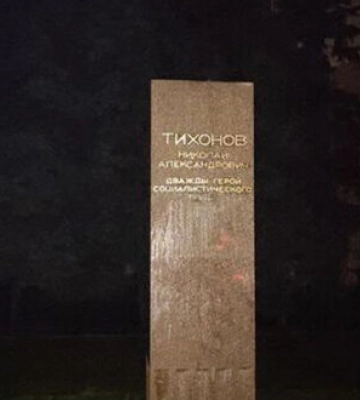 ТИХОНОВ
НИКОЛАЙ
АЛЕКСАНДРОВИЧ
ДВАЖДЫ ГЕРОЙ
СОЦИАЛИСТИЧЕСКОГО
ТРУДА